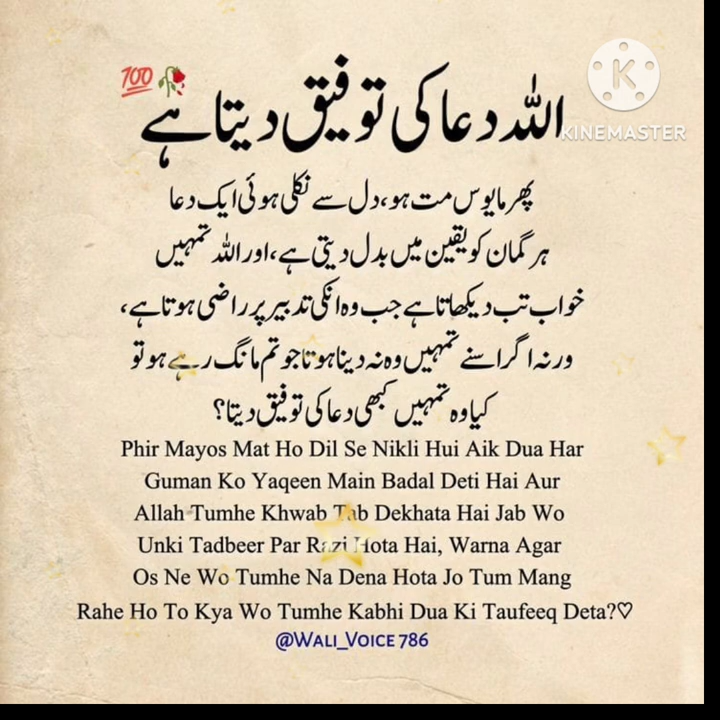 💯🥀
اللہ دعا کی توفیق دیتا ہے
KINEMASTER
پھر مایوس مت ہو، دل سے نکلی ہوئی ایک دعا
ہر گمان کو یقین میں بدل دیتی ہے، اور اللہ تمہیں
خواب تب دیکھاتا ہے جب وہ انکی تدبیر پر راضی ہوتا ہے،
ورنہ اگر اسنے تمہیں وہ نہ دینا ہوتا جو تم مانگ رہے ہو تو
کیا وہ تمہیں کبھی دعا کی توفیق دیتا؟
Phir Mayos Mat Ho Dil Se Nikli Hui Aik Dua Har
Guman Ko Yaqeen Main Badal Deti Hai Aur
Allah Tumhe Khwab Tab Dekhata Hai Jab Wo
Unki Tadbeer Par Razi Hota Hai, Warna Agar
Os Ne Wo Tumhe Na Dena Hota Jo Tum Mang
Rahe Ho To Kya Wo Tumhe Kabhi Dua Ki Taufeeq Deta?♡
@WALI_VOICE 786